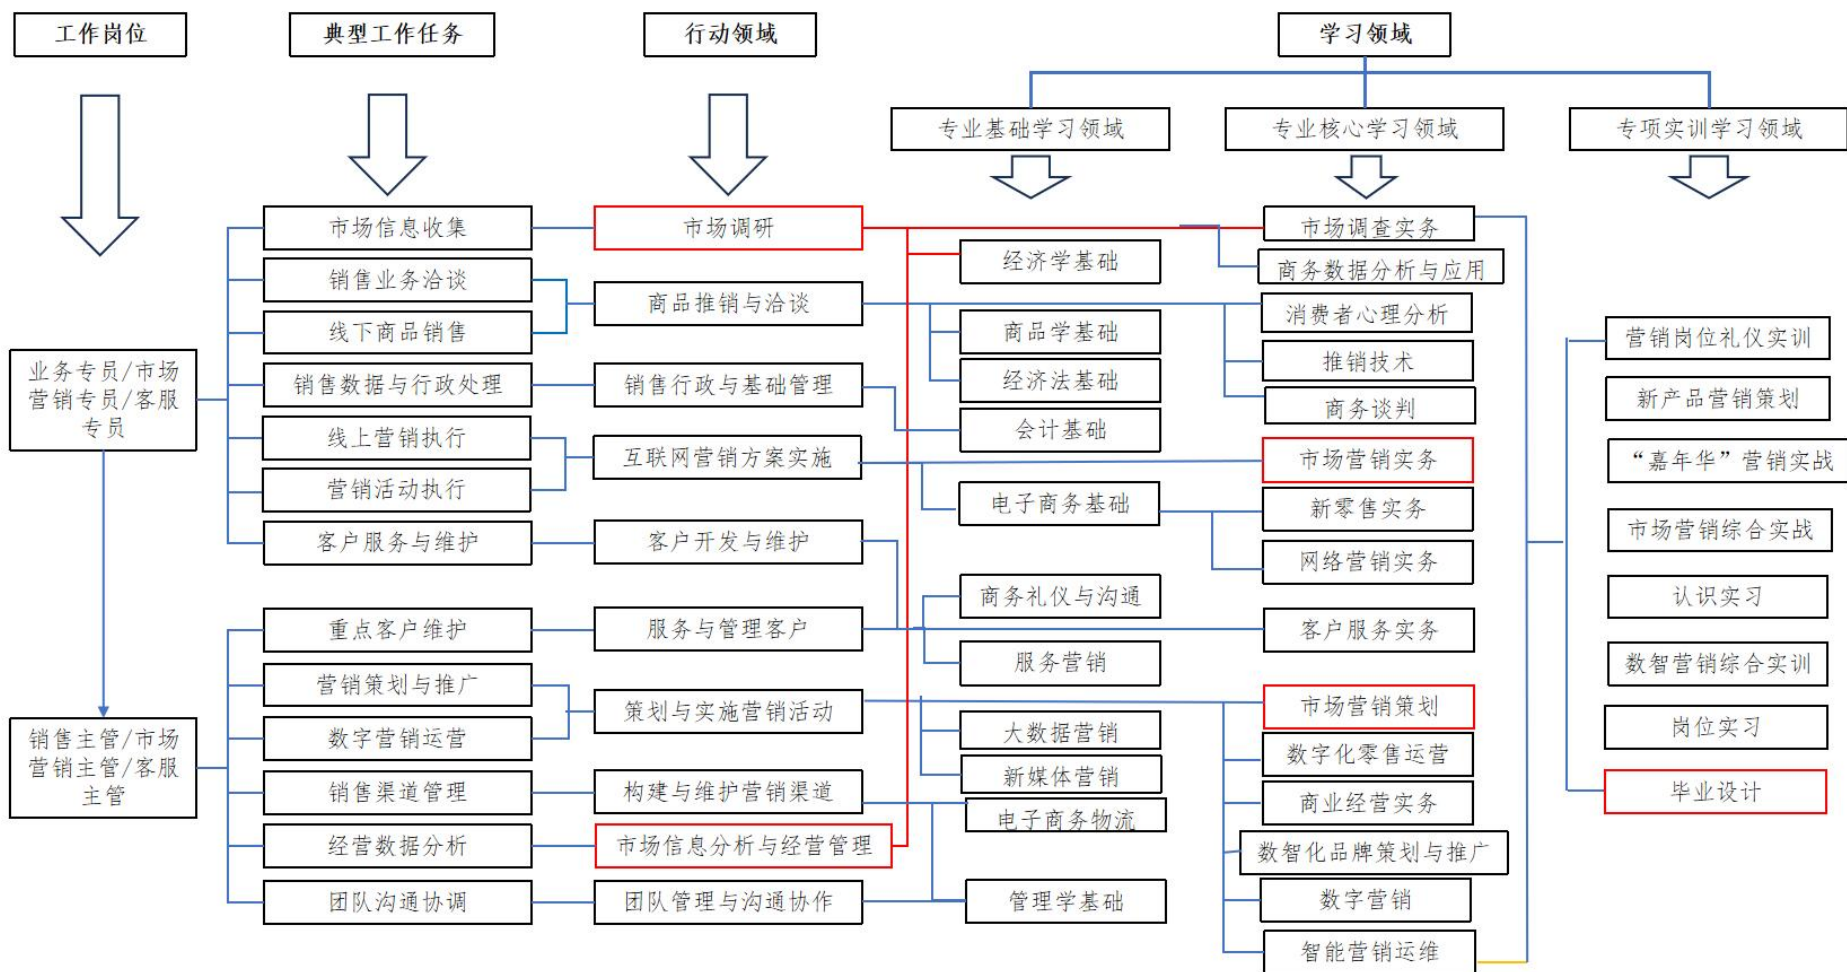 工作岗位
典型工作任务
行动领域
学习领域
专业基础学习领域
专业核心学习领域
专项实训学习领域
业务专员/市场
营销专员/客服
专员
销售主管/市场
营销主管/客服
主管
市场信息收集
销售业务洽谈
线下商品销售
销售数据与行政处理
线上营销执行
营销活动执行
客户服务与维护
重点客户维护
营销策划与推广
数字营销运营
销售渠道管理
经营数据分析
团队沟通协调
市场调研
商品推销与洽谈
销售行政与基础管理
互联网营销方案实施
客户开发与维护
服务与管理客户
策划与实施营销活动
构建与维护营销渠道
市场信息分析与经营管理
团队管理与沟通协作
经济学基础
商品学基础
经济法基础
会计基础
电子商务基础
商务礼仪与沟通
服务营销
大数据营销
新媒体营销
电子商务物流
管理学基础
市场调查实务
商务数据分析与应用
消费者心理分析
推销技术
商务谈判
市场营销实务
新零售实务
网络营销实务
客户服务实务
市场营销策划
数字化零售运营
商业经营实务
数智化品牌策划与推广
数字营销
智能营销运维
营销岗位礼仪实训
新产品营销策划
“嘉年华”营销实战
市场营销综合实战
认识实习
数智营销综合实训
岗位实习
毕业设计